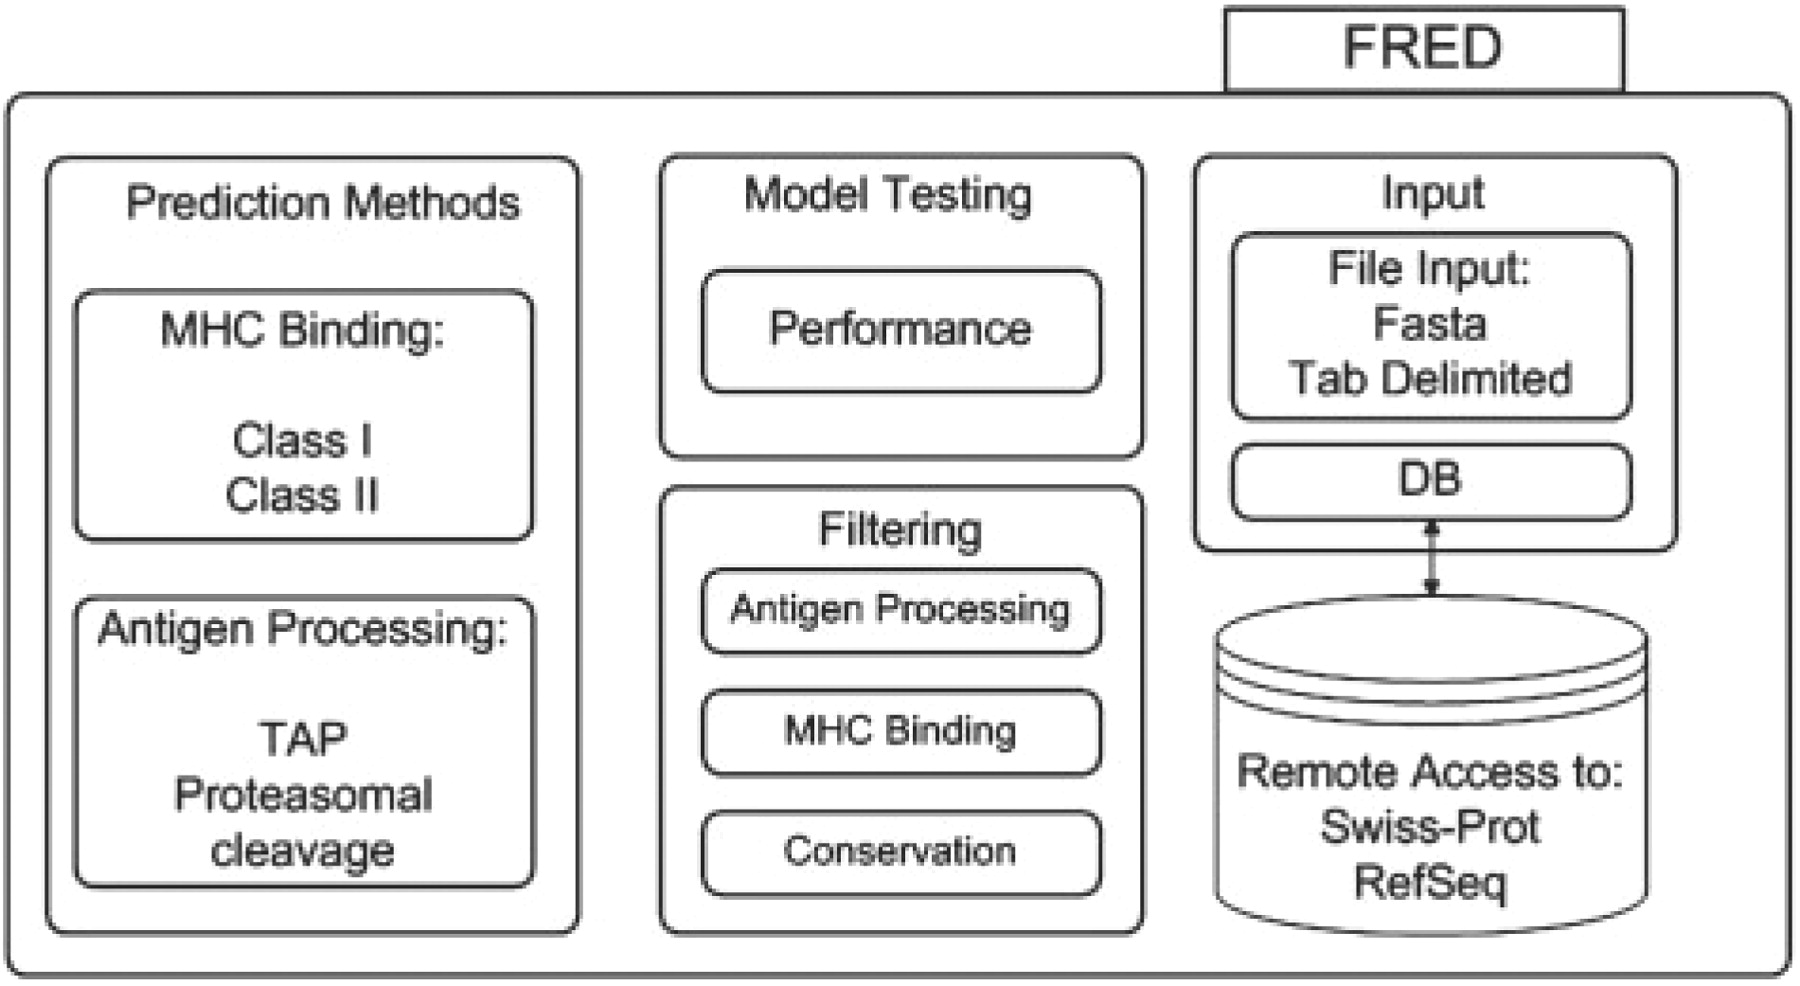 FRED
Prediction Methods
MHC Binding:
Class I
Class II
Antigen Processing:
TAP
Proteasomal
cleavage
Model Testing
Performance
Filtering
Antigen Processing
MHC Binding
Conservation
Input
File Input:
Fasta
Tab Delimited
DB
Remote Access to:
Swiss-Prot
RefSeq